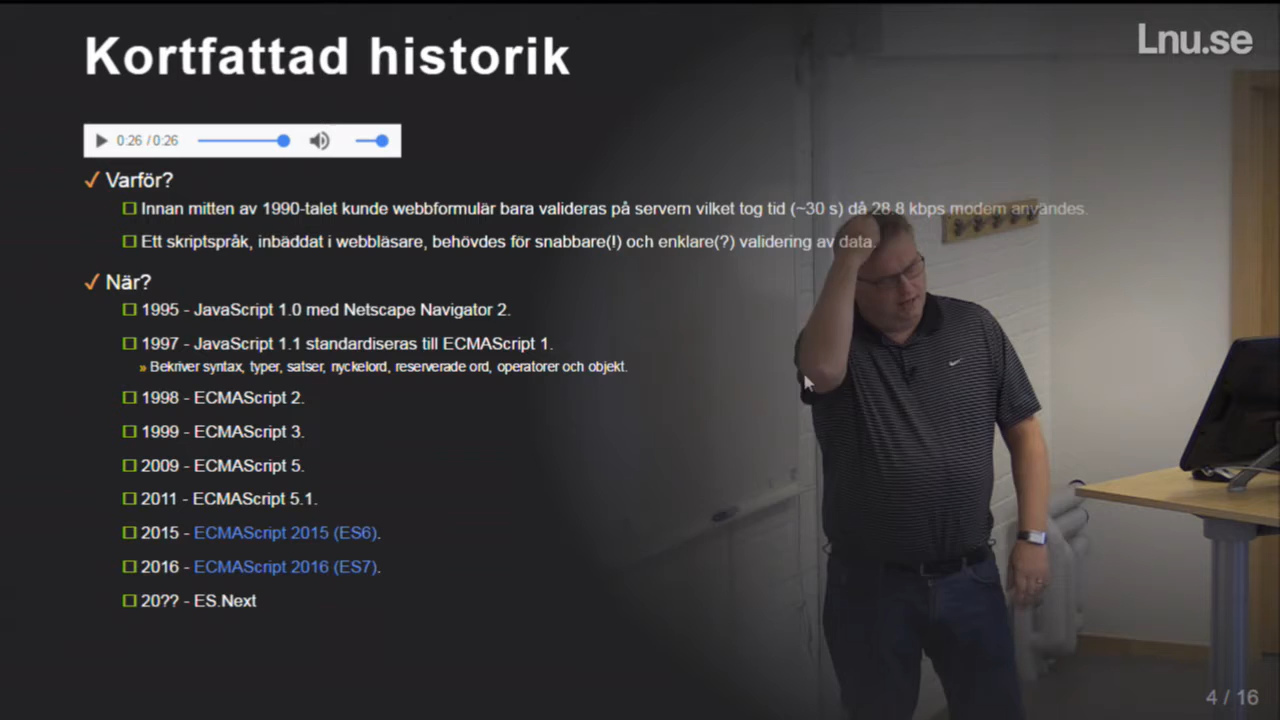 Kortfattad historik
Lnu.se
0:26 / 0:26
Varför?
Innan mitten av 1990-talet kunde webbformulär bara valideras på servern vilket tog tid (~30 s) då 28.8 kbps modem användes.
Ett skriptspråk, inbäddat i webbläsare, behövdes för snabbare(!) och enklare(?) validering av data.
När?
1995 - JavaScript 1.0 med Netscape Navigator 2.
1997 - JavaScript 1.1 standardiseras till ECMAScript 1.
» Bekriver syntax, typer, satser, nyckelord, reserverade ord, operatorer och objekt.
1998 - ECMAScript 2.
1999 - ECMAScript 3.
2009 - ECMAScript 5.
2011 - ECMAScript 5.1.
2015 - ECMAScript 2015 (ES6).
2016 - ECMAScript 2016 (ES7).
20?? - ES.Next
4 / 16